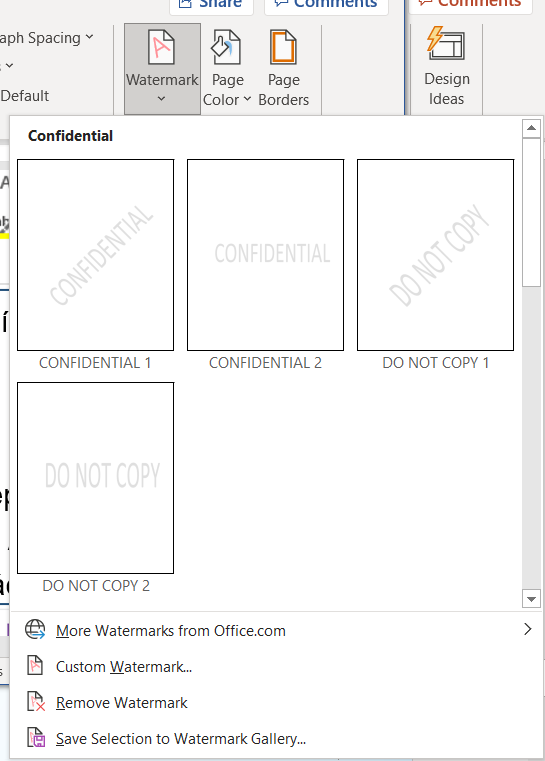 Share
Comments
Comments
aph Spacing
Default
Watermark
Page
Color
Page
Borders
Design
Ideas
Confidential
CONFIDENTIAL
CONFIDENTIAL
DO NOT COPY
CONFIDENTIAL 1
CONFIDENTIAL 2
DO NOT COPY 1
DO NOT COPY
DO NOT COPY 2
More Watermarks from Office.com
Custom Watermark...
Remove Watermark
Save Selection to Watermark Gallery...